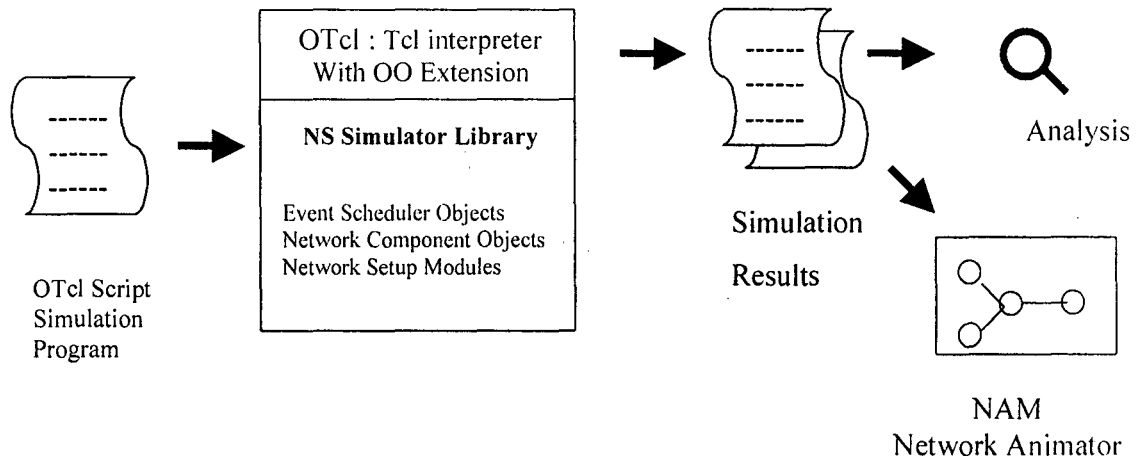 OTcl Script
Simulation
Program
OTcl : Tcl interpreter
With OO Extension
NS Simulator Library
Event Scheduler Objects
Network Component Objects
Network Setup Modules
Simulation
Results
Analysis
NAM
Network Animator